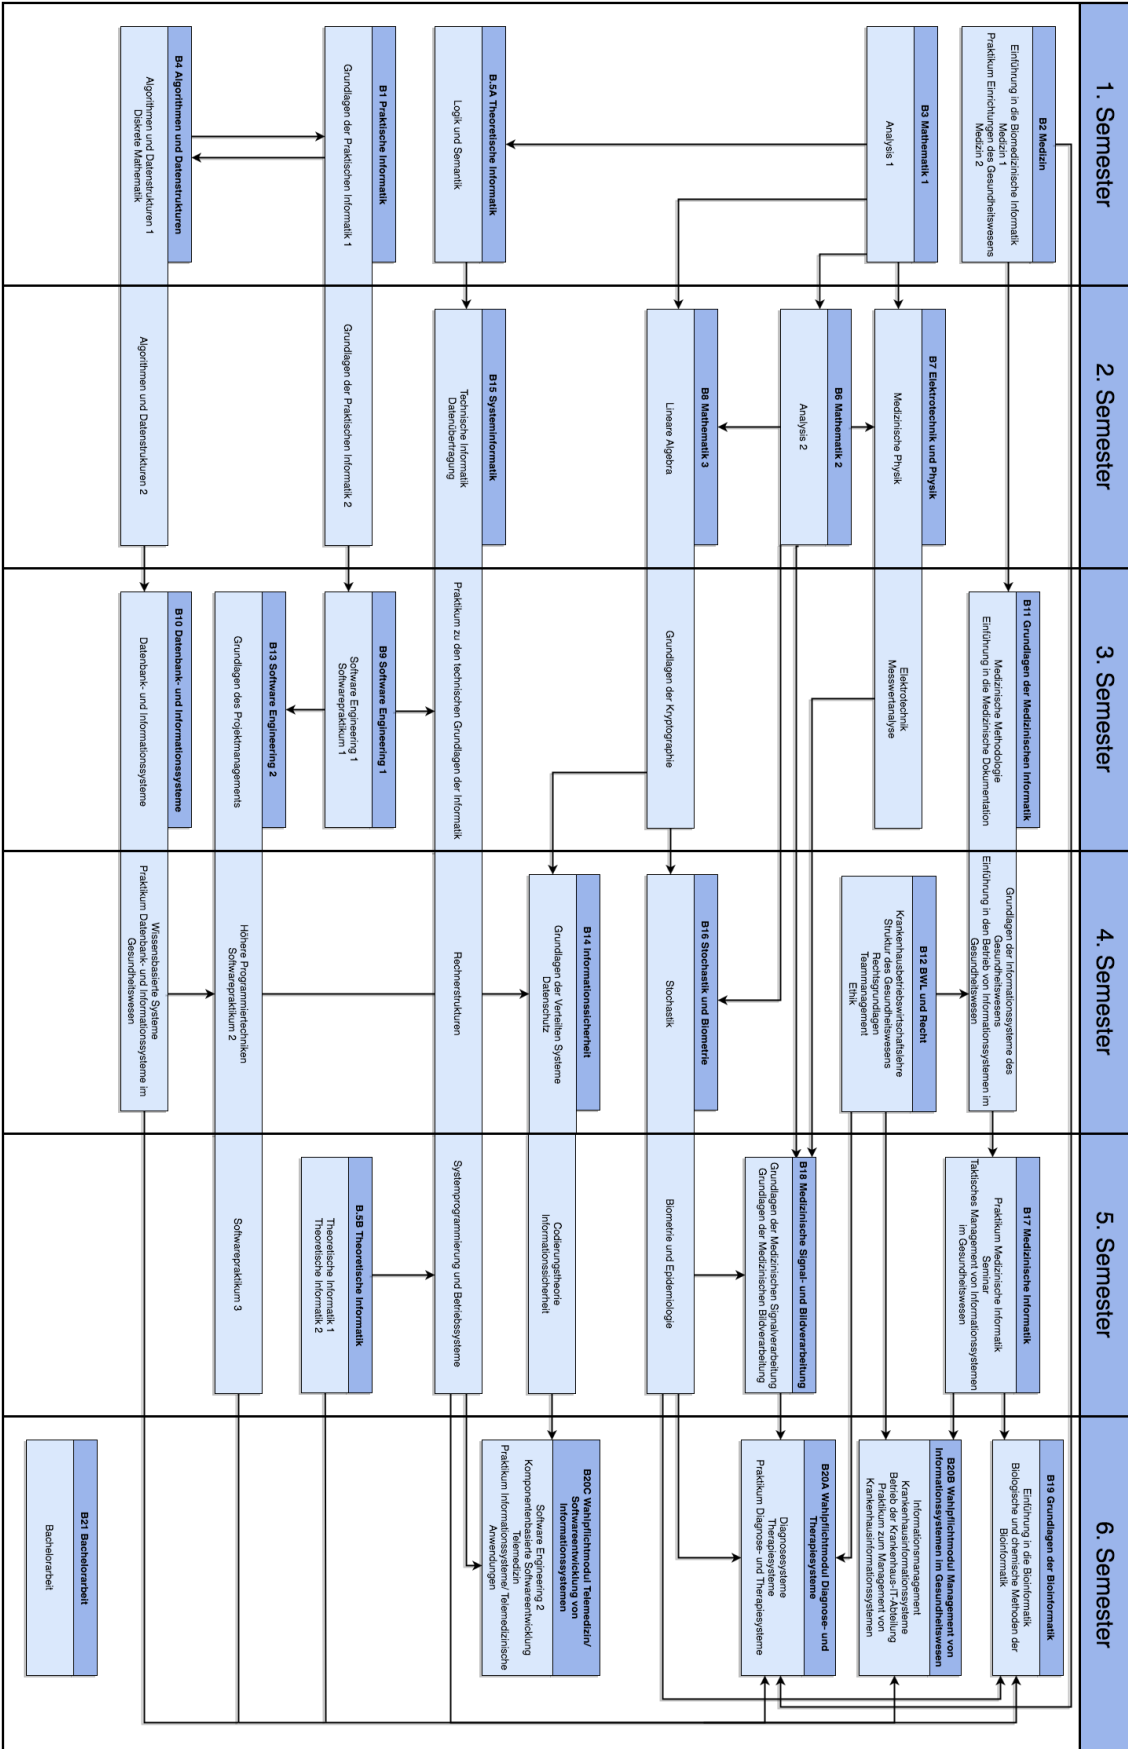 1. Semester
B2 Medizin
Einführung in die Biomedizinische Informatik
Medizin 1
Praktikum Einrichtungen des Gesundheitswesens
Medizin 2
B3 Mathematik 1
Analysis 1
B.5A Theoretische Informatik
Logik und Semantik
B1 Praktische Informatik
Grundlagen der Praktischen Informatik 1
B4 Algorithmen und Datenstrukturen
Algorithmen und Datenstrukturen 1
Diskrete Mathematik
2. Semester
B7 Elektrotechnik und Physik
Medizinische Physik
B6 Mathematik 2
Analysis 2
B8 Mathematik 3
Lineare Algebra
B15 Systeminformatik
Technische Informatik
Datenübertragung
Grundlagen der Praktischen Informatik 2
Algorithmen und Datenstrukturen 2
3. Semester
B11 Grundlagen der Medizinischen Informatik
Medizinische Methodologie
Einführung in die Medizinische Dokumentation
Elektrotechnik
Messwertanalyse
Grundlagen der Kryptographie
Praktikum zu den technischen Grundlagen der Informatik
B9 Software Engineering 1
Software Engineering 1
Softwarepraktikum 1
B13 Software Engineering 2
Grundlagen des Projektmanagements
B10 Datenbank- und Informationssysteme
Datenbank- und Informationssysteme
4. Semester
Grundlagen der Informationssysteme des
Gesundheitswesens
Einführung in den Betrieb von Informationssystemen im
Gesundheitswesen
B12 BWL und Recht
Krankenhausbetriebswirtschaftslehre
Struktur des Gesundheitswesens
Rechtsgrundlagen
Teammanagement
Ethik
B16 Stochastik und Biometrie
Stochastik
B14 Informationssicherheit
Grundlagen der Verteilten Systeme
Datenschutz
Rechnerstrukturen
Höhere Programmiertechniken
Softwarepraktikum 2
Wissensbasierte Systeme
Praktikum Datenbank- und Informationssysteme im
Gesundheitswesen
5. Semester
B17 Medizinische Informatik
Praktikum Medizinische Informatik
Seminar
Taktisches Management von Informationssystemen
im Gesundheitswesen
B18 Medizinische Signal- und Bildverarbeitung
Grundlagen der Medizinischen Signalverarbeitung
Grundlagen der Medizinischen Bildverarbeitung
Biometrie und Epidemiologie
Codierungstheorie
Informationssicherheit
Systemprogrammierung und Betriebssysteme
B.5B Theoretische Informatik
Theoretische Informatik 1
Theoretische Informatik 2
Softwarepraktikum 3
6. Semester
B19 Grundlagen der Bioinformatik
Einführung in die Bioinformatik
Biologische und chemische Methoden der
Bioinformatik
B20B Wahlpflichtmodul Management von
Informationssystemen im Gesundheitswesen
Informationsmanagement
Krankenhausinformationssysteme
Betrieb der Krankenhaus-IT-Abteilung
Praktikum zum Management von
Krankenhausinformationssystemen
B20A Wahlpflichtmodul Diagnose- und
Therapiesysteme
Diagnosesysteme
Therapiesysteme
Praktikum Diagnose- und Therapiesysteme
B20C Wahlpflichtmodul Telemedizin/
Softwareentwicklung von
Informationssystemen
Software Engineering 2
Komponentenbasierte Softwareentwicklung
Telemedizin
Praktikum Informationssysteme/ Telemedizinische
Anwendungen
B21 Bachelorarbeit
Bachelorarbeit